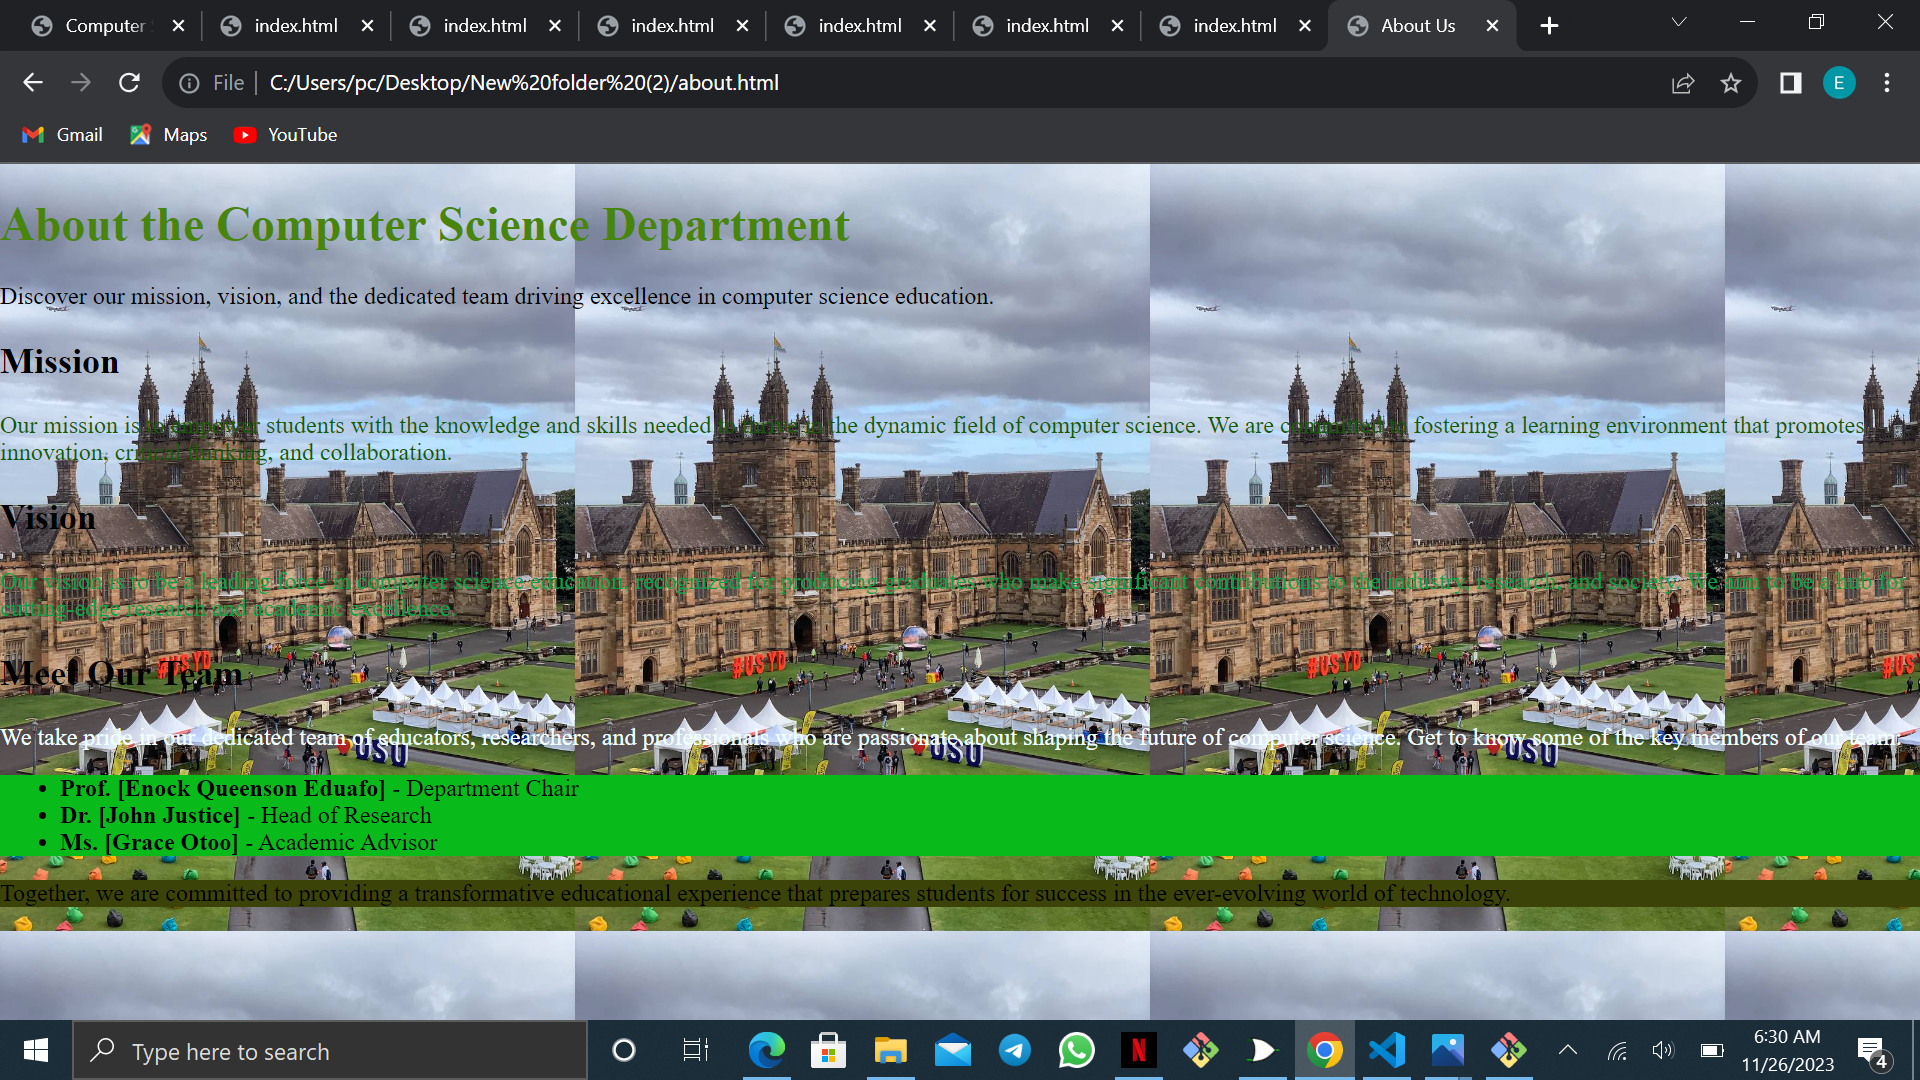 Computer
index.html
index.html
index.html
index.html
index.html
index.html
About Us
File
C:/Users/pc/Desktop/New%20folder%20(2)/about.html
E
Gmail
Maps
YouTube
About the Computer Science Department
Discover our mission, vision, and the dedicated team driving excellence in computer science education.
Mission
Our mission is to empower students with the knowledge and skills needed to thrive in the dynamic field of computer science. We are committed to fostering a learning environment that promotes
innovation, critical thinking, and collaboration.
Vision
Our vision is to be a leading force in computer science education, recognized for producing graduates who make significant contributions to the industry, research, and society. We aim to be a hub for
cutting-edge research and academic excellence.
#USYD #USYD #USYD #US
Meet Our Team
We take pride in our dedicated team of educators, researchers, and professionals who are passionate about shaping the future of computer science. Get to know some of the key members of our team:
USU USU USU
• Prof. [Enock Queenson Eduafo] - Department Chair
• Dr. [John Justice] - Head of Research
• Ms. [Grace Otoo] - Academic Advisor
Together, we are committed to providing a transformative educational experience that prepares students for success in the ever-evolving world of technology.
Type here to search
N
6:30 AM
11/26/2023
4